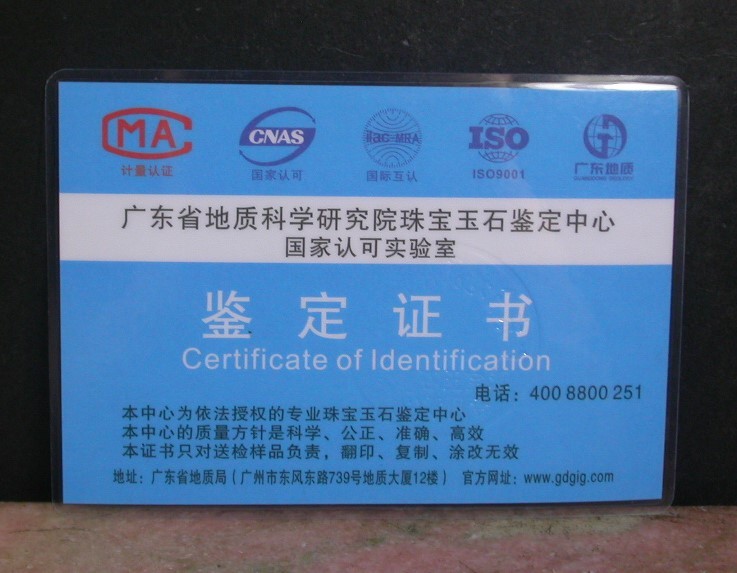 MA CNAS ilac-MRA ISO
计量认证 国家认可 国际互认 ISO9001 广东地质
广东省地质科学研究院珠宝玉石鉴定中心
国家认可实验室
鉴定证书
Certificate of Identification
电话：400 8800 251
本中心为依法授权的专业珠宝玉石鉴定中心
本中心的质量方针是科学、公正、准确、高效
本证书只对送检样品负责，翻印、复制、涂改无效
地址：广东省地质局（广州市东风东路739号地质大厦12楼） 官方网址：www.gdgig.com